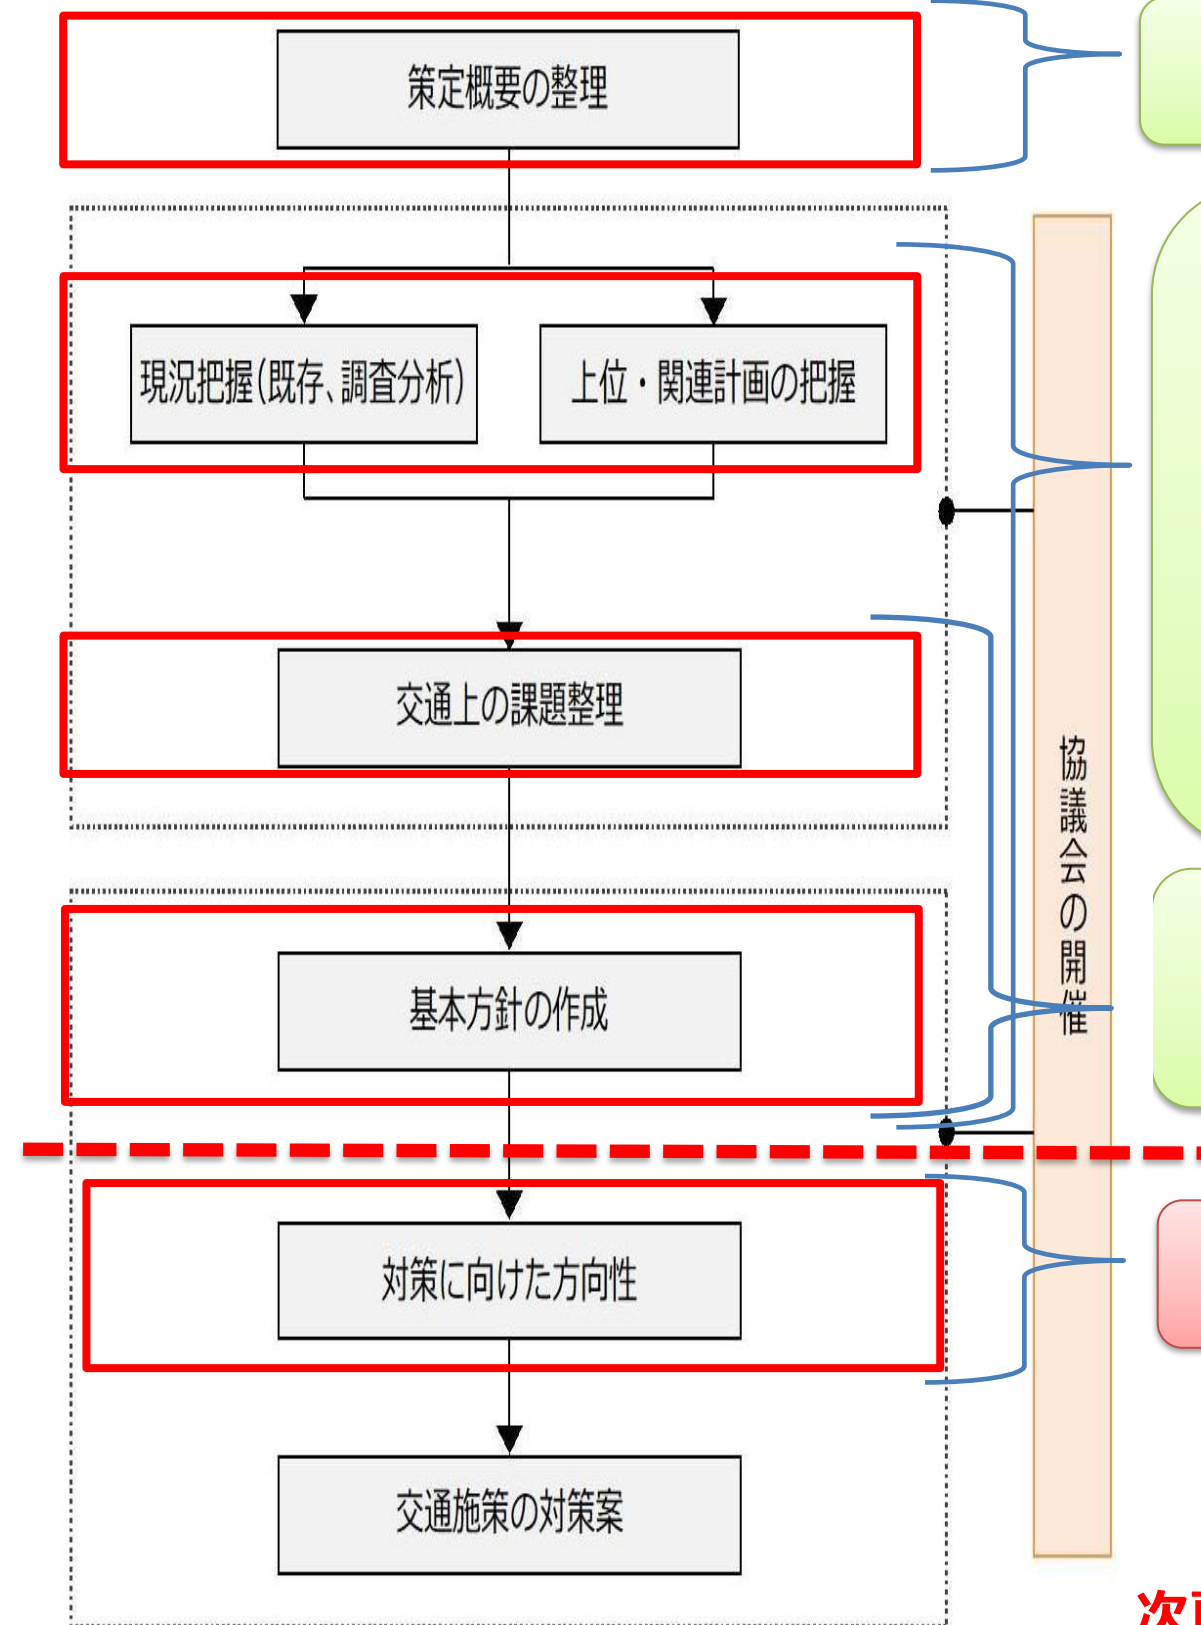 策定概要の整理
現況把握(既存、調査分析)
上位・関連計画の把握
交通上の課題整理
協議会の開催
基本方針の作成
対策に向けた方向性
交通施策の対策案
次